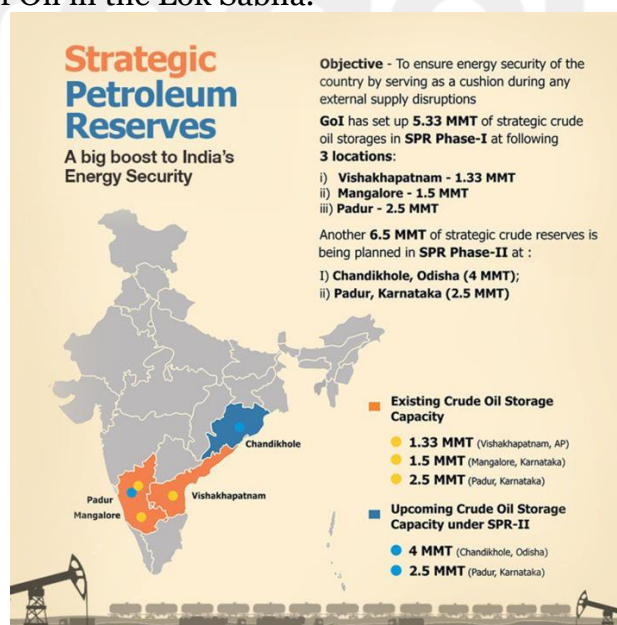 Oil in the Lok Sabha.
Strategic
Petroleum
Reserves
A big boost to India's
Energy Security
Objective - To ensure energy security of the
country by serving as a cushion during any
external supply disruptions
GoI has set up 5.33 MMT of strategic crude
oil storages in SPR Phase-I at following
3 locations:
i) Vishakhapatnam - 1.33 MMT
ii) Mangalore - 1.5 MMT
iii) Padur - 2.5 MMT
Another 6.5 MMT of strategic crude reserves is
being planned in SPR Phase-II at :
I) Chandikhole, Odisha (4 MMT);
ii) Padur, Karnataka (2.5 MMT)
Chandikhole
Vishakhapatnam
Padur
Mangalore
Existing Crude Oil Storage
Capacity
1.33 MMT (Vishakhapatnam, AP)
1.5 MMT (Mangalore, Karnataka)
2.5 MMT (Padur, Karnataka)
Upcoming Crude Oil Storage
Capacity under SPR-II
4 MMT (Chandikhole, Odisha)
2.5 MMT (Padur, Karnataka)